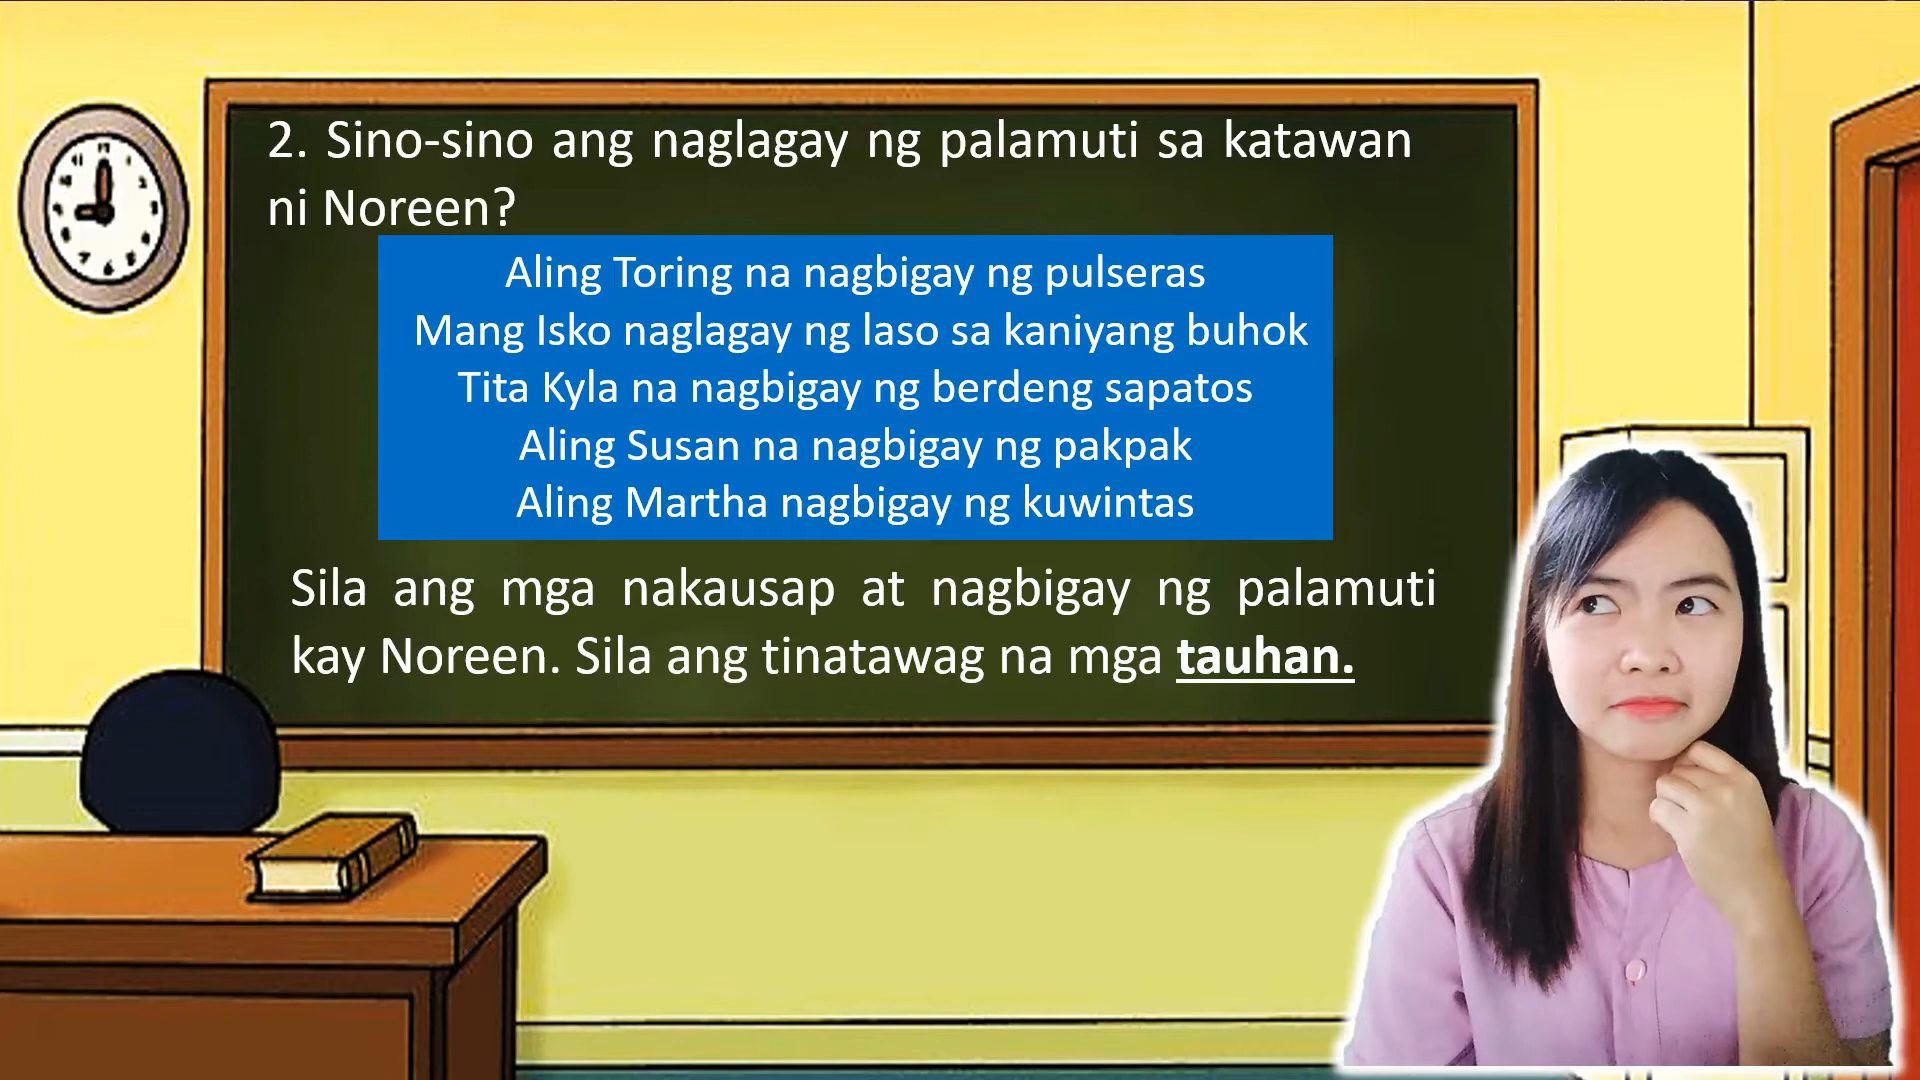 2. Sino-sino ang naglagay ng palamuti sa katawan
ni Noreen?
Aling Toring na nagbigay ng pulseras
Mang Isko naglagay ng laso sa kaniyang buhok
Tita Kyla na nagbigay ng berdeng sapatos
Aling Susan na nagbigay ng pakpak
Aling Martha nagbigay ng kuwintas
Sila ang mga nakausap at nagbigay ng palamuti
kay Noreen. Sila ang tinatawag na mga tauhan.